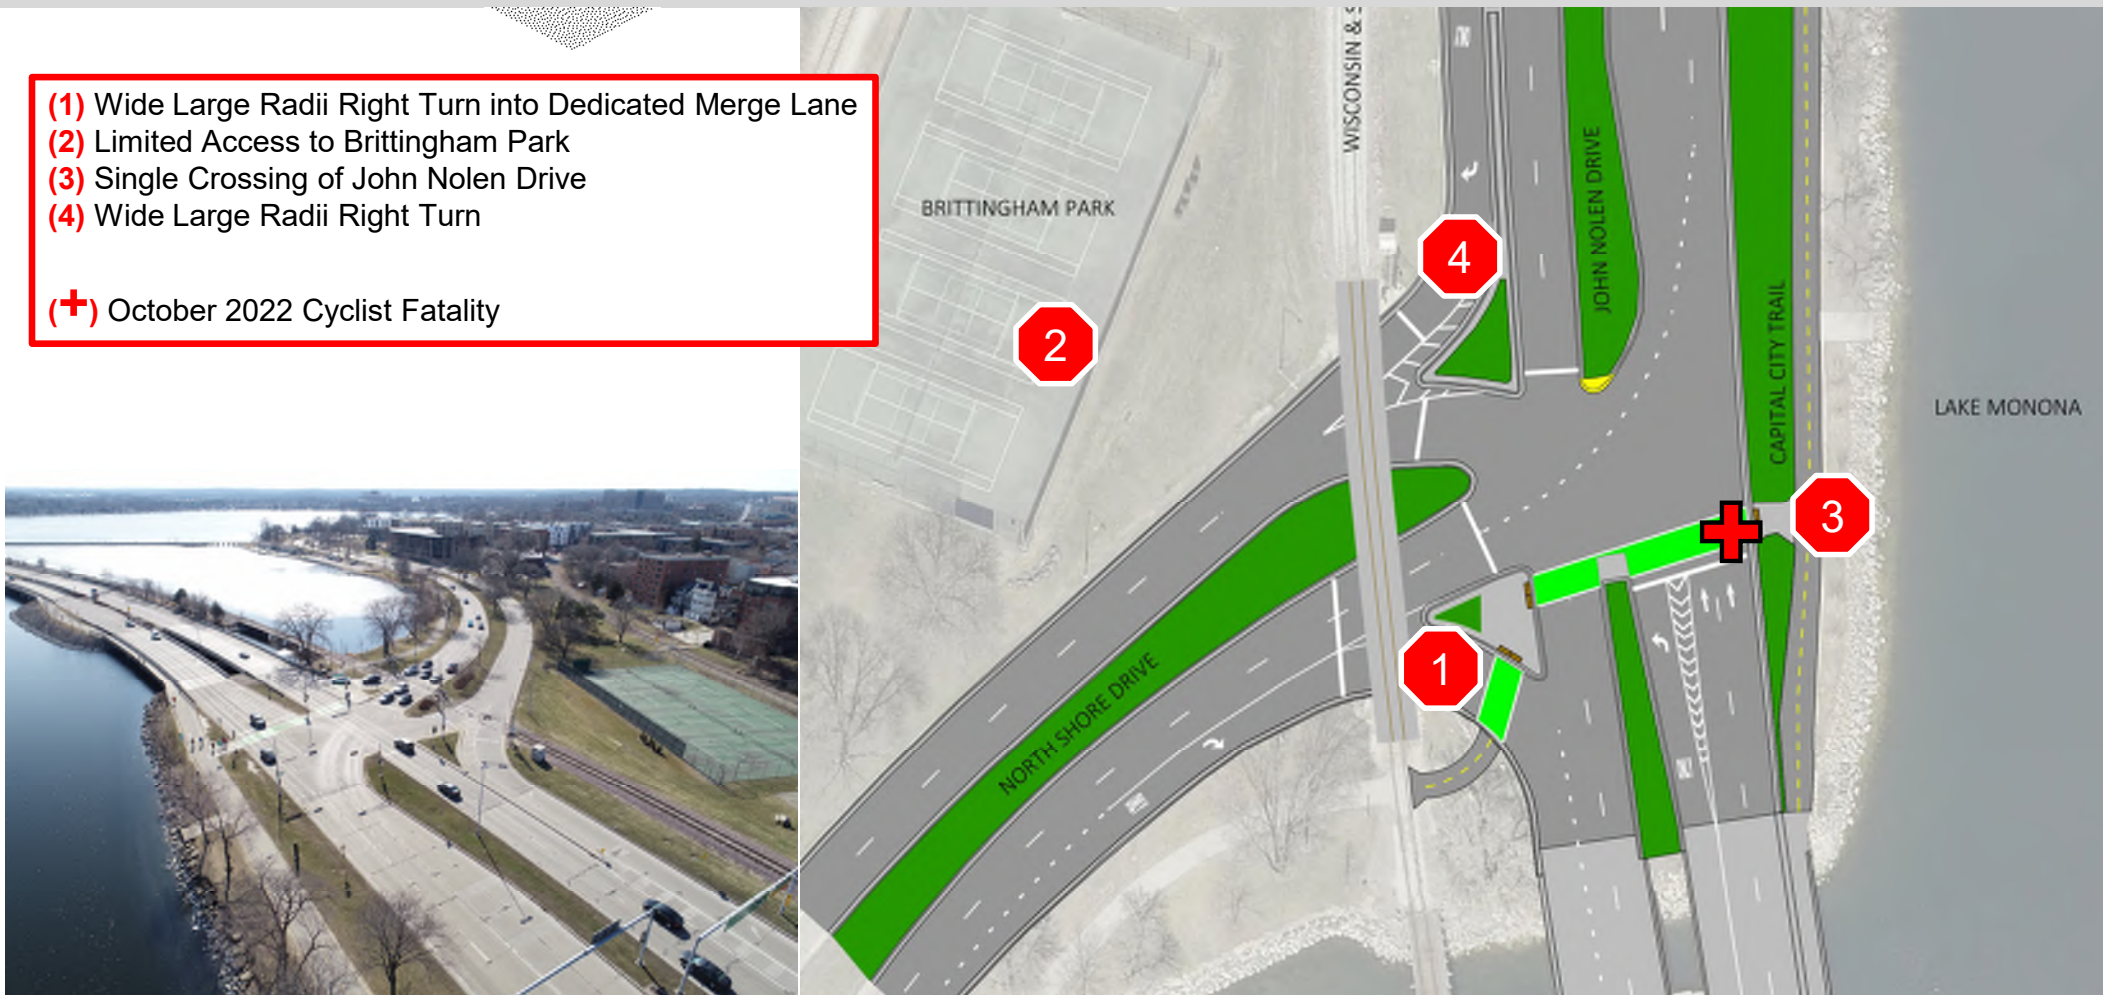 (1) Wide Large Radii Right Turn into Dedicated Merge Lane
(2) Limited Access to Brittingham Park
(3) Single Crossing of John Nolen Drive
(4) Wide Large Radii Right Turn
(+) October 2022 Cyclist Fatality
WISCONSIN &
BRITTINGHAM PARK
JOHN NOLEN DRIVE
CAPITAL CITY TRAIL
LAKE MONONA
NORTH SHORE DRIVE
4
2
3
1